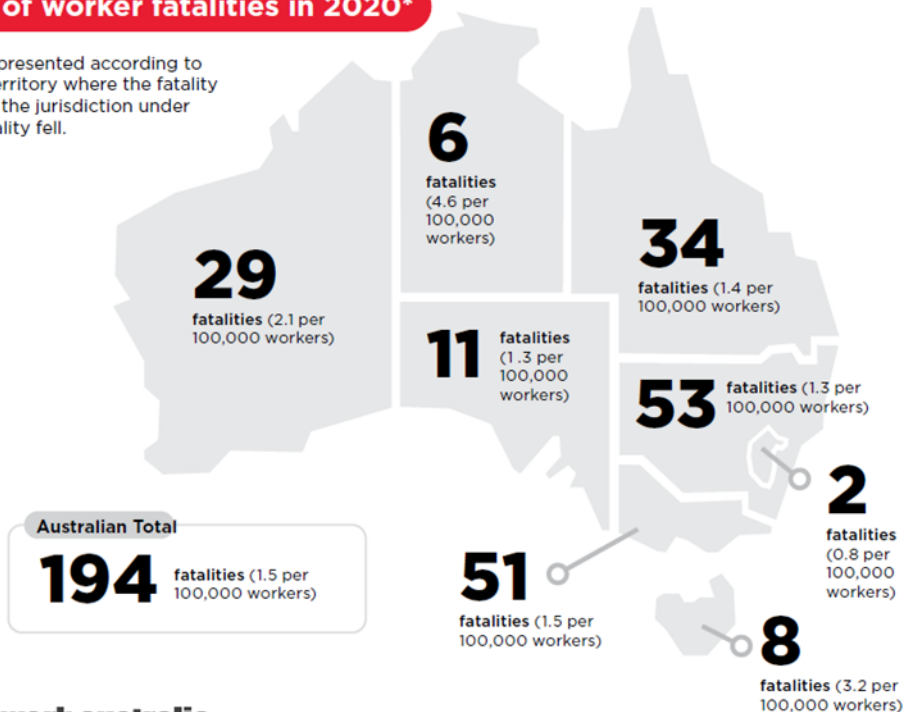 of worker fatalities in 2020*
presented according to
erritory where the fatality
the jurisdiction under
ality fell.
6
fatalities
(4.6 per
100,000
workers)
34
fatalities (1.4 per
100,000 workers)
29
fatalities (2.1 per
100,000 workers)
11
fatalities
(1.3 per
100,000
workers)
53
fatalities (1.3 per
100,000 workers)
2
fatalities
(0.8 per
100,000
workers)
Australian Total
194
fatalities (1.5 per
100,000 workers)
51
fatalities (1.5 per
100,000 workers)
8
fatalities (3.2 per
100,000 workers)